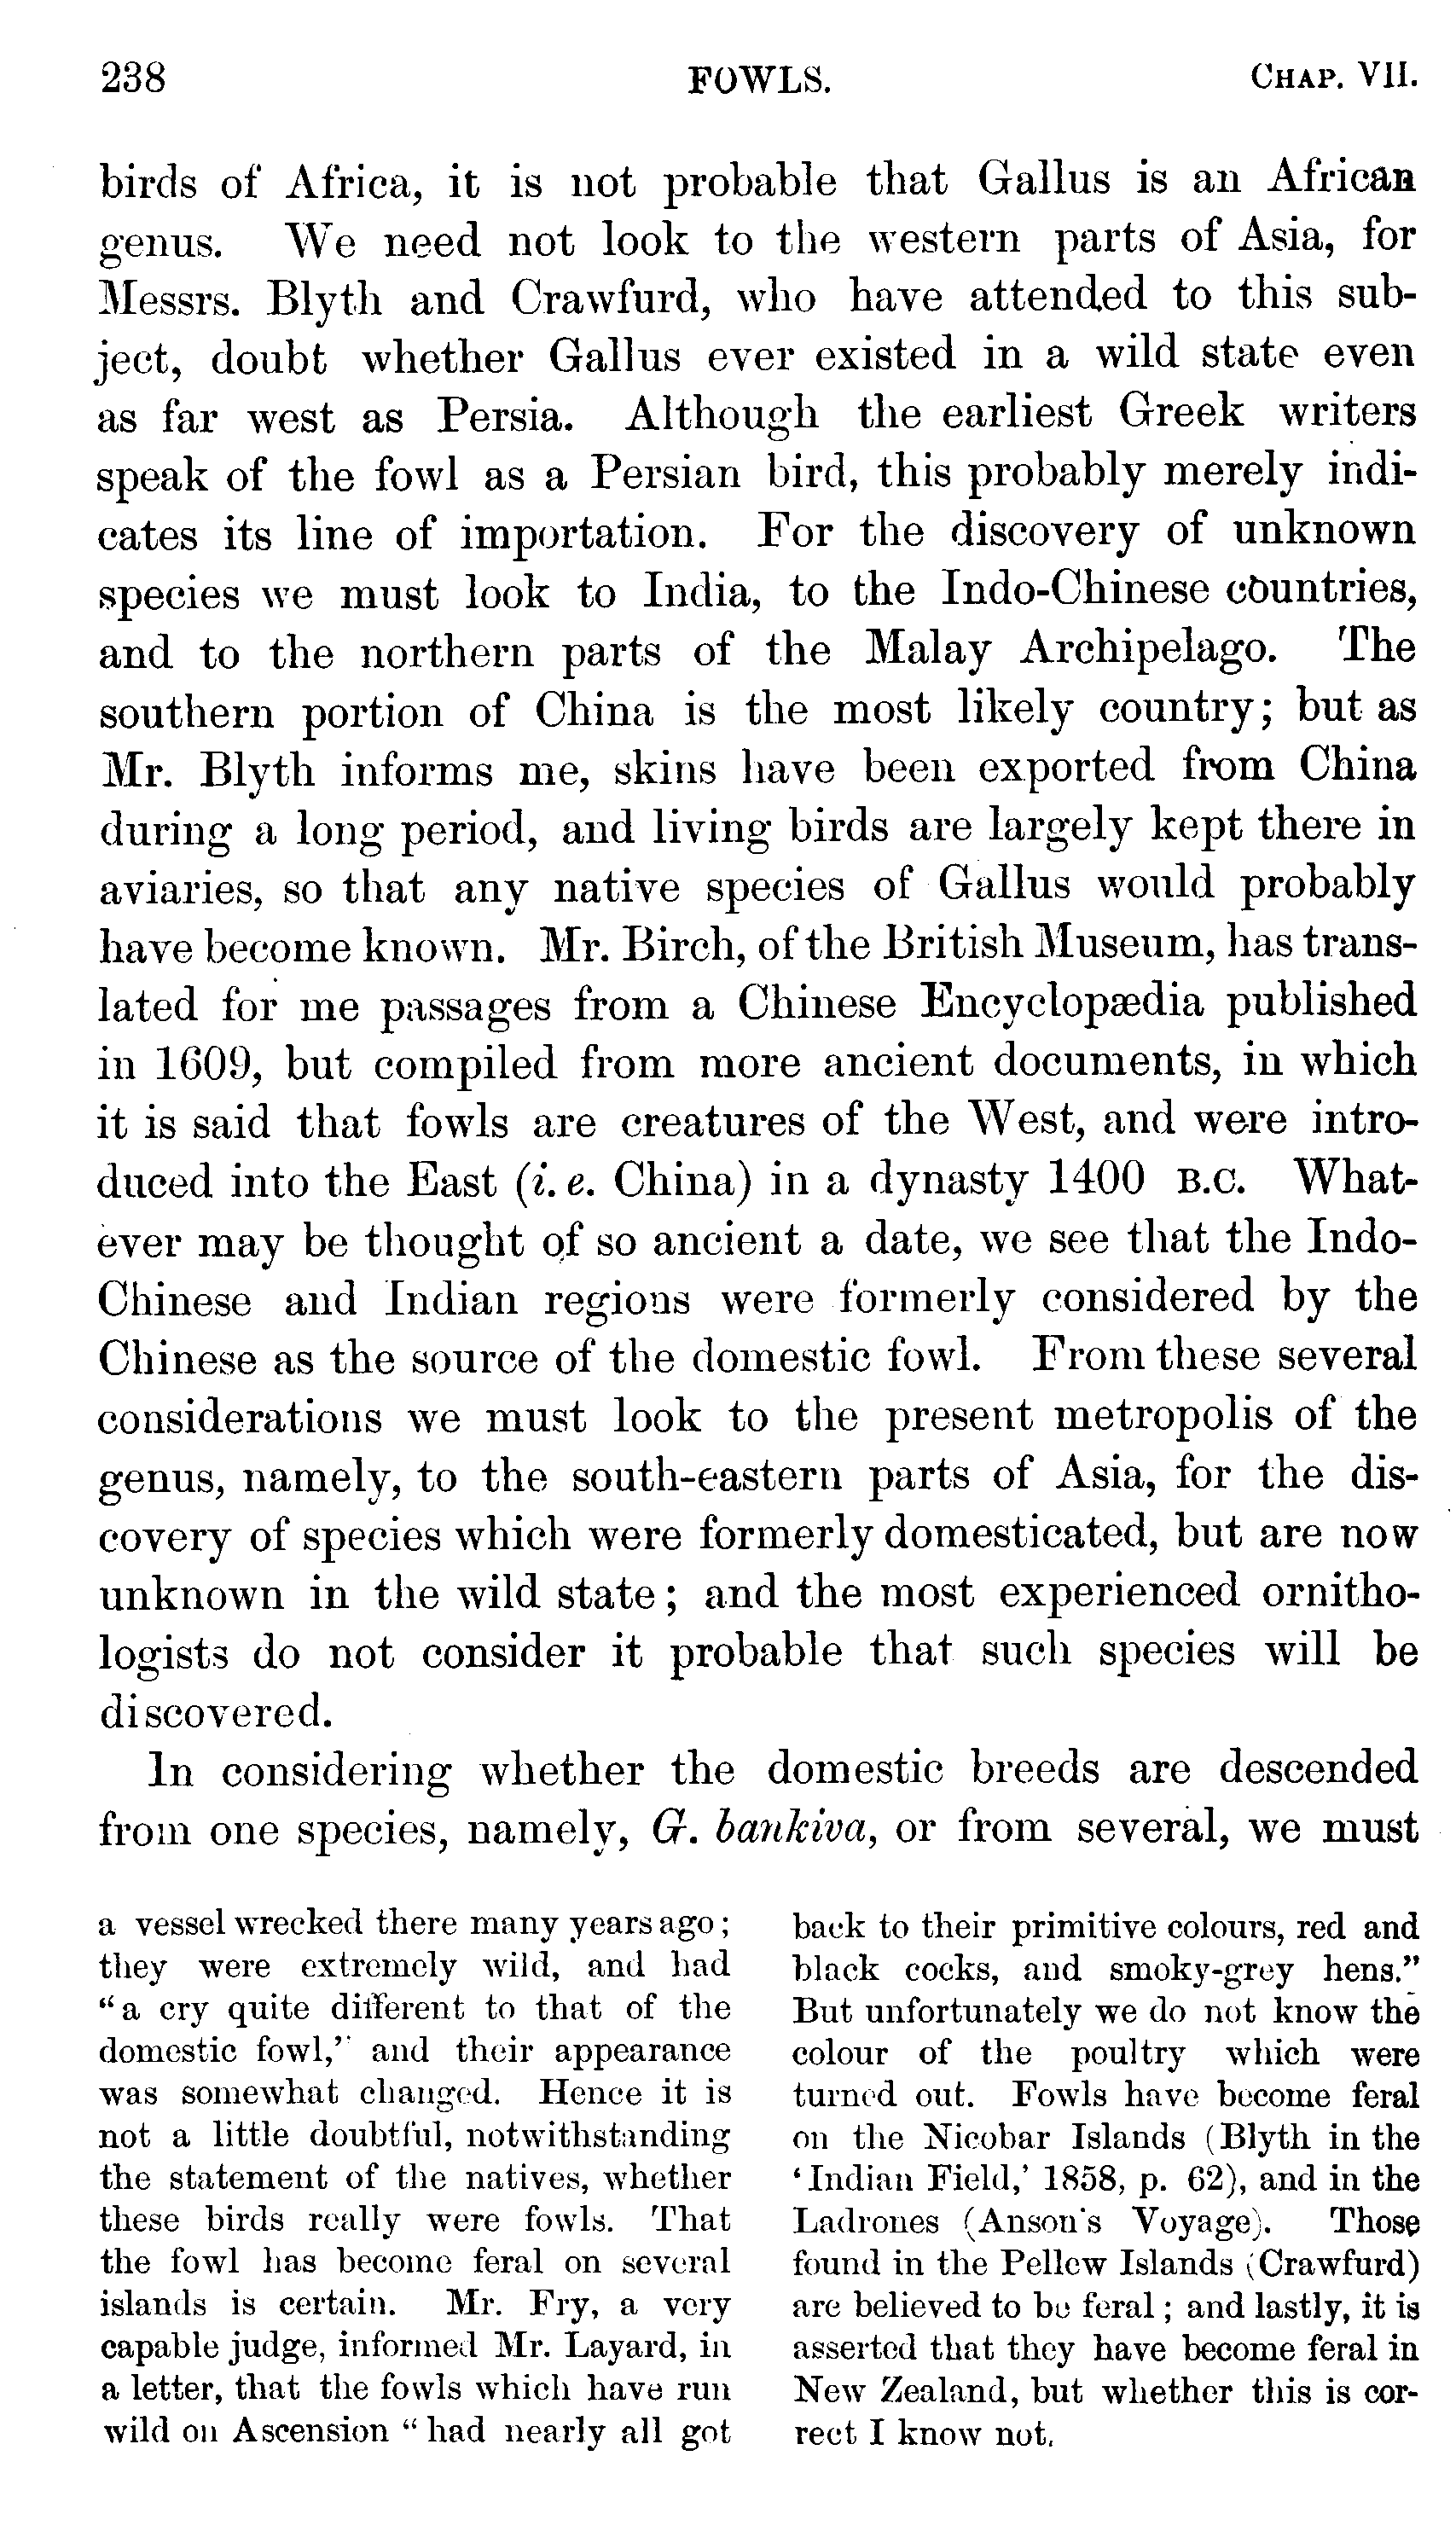 238 FOWLS. CHAP. VII.
birds of Africa, it is not probable that Gallus is an African
genus. We need not look to the western parts of Asia, for
Messrs. Blyth and Crawfurd, who have attended to this sub-
ject, doubt whether Gallus ever existed in a wild state even
as far west as Persia. Although the earliest Greek writers
speak of the fowl as a Persian bird, this probably merely indi-
cates its line of importation. For the discovery of unknown
species we must look to India, to the Indo-Chinese countries,
and to the northern parts of the Malay Archipelago. The
southern portion of China is the most likely country; but as
Mr. Blyth informs me, skins have been exported from China
during a long period, and living birds are largely kept there in
aviaries, so that any native species of Gallus would probably
have become known. Mr. Birch, of the British Museum, has trans-
lated for me passages from a Chinese Encyclopædia published
in 1609, but compiled from more ancient documents, in which
it is said that fowls are creatures of the West, and were intro-
duced into the East (i. e. China) in a dynasty 1400 B.C. What-
ever may be thought of so ancient a date, we see that the Indo-
Chinese and Indian regions were formerly considered by the
Chinese as the source of the domestic fowl. From these several
considerations we must look to the present metropolis of the
genus, namely, to the south-eastern parts of Asia, for the dis-
covery of species which were formerly domesticated, but are now
unknown in the wild state; and the most experienced ornitho-
logists do not consider it probable that such species will be
discovered.
In considering whether the domestic breeds are descended
from one species, namely, G. bankiva, or from several, we must
a vessel wrecked there many years ago;
they were extremely wild, and had
"a cry quite different to that of the
domestic fowl," and their appearance
was somewhat changed. Hence it is
not a little doubtful, notwithstanding
the statement of the natives, whether
these birds really were fowls. That
the fowl has become feral on several
islands is certain. Mr. Fry, a very
capable judge, informed Mr. Layard, in
a letter, that the fowls which have run
wild on Ascension "had nearly all got
back to their primitive colours, red and
black cocks, and smoky-grey hens."
But unfortunately we do not know the
colour of the poultry which were
turned out. Fowls have become feral
on the Nicobar Islands (Blyth in the
'Indian Field,' 1858, p. 62), and in the
Ladrones (Anson's Voyage). Those
found in the Pellew Islands (Crawfurd)
are believed to be feral; and lastly, it is
asserted that they have become feral in
New Zealand, but whether this is cor-
rect I know not.